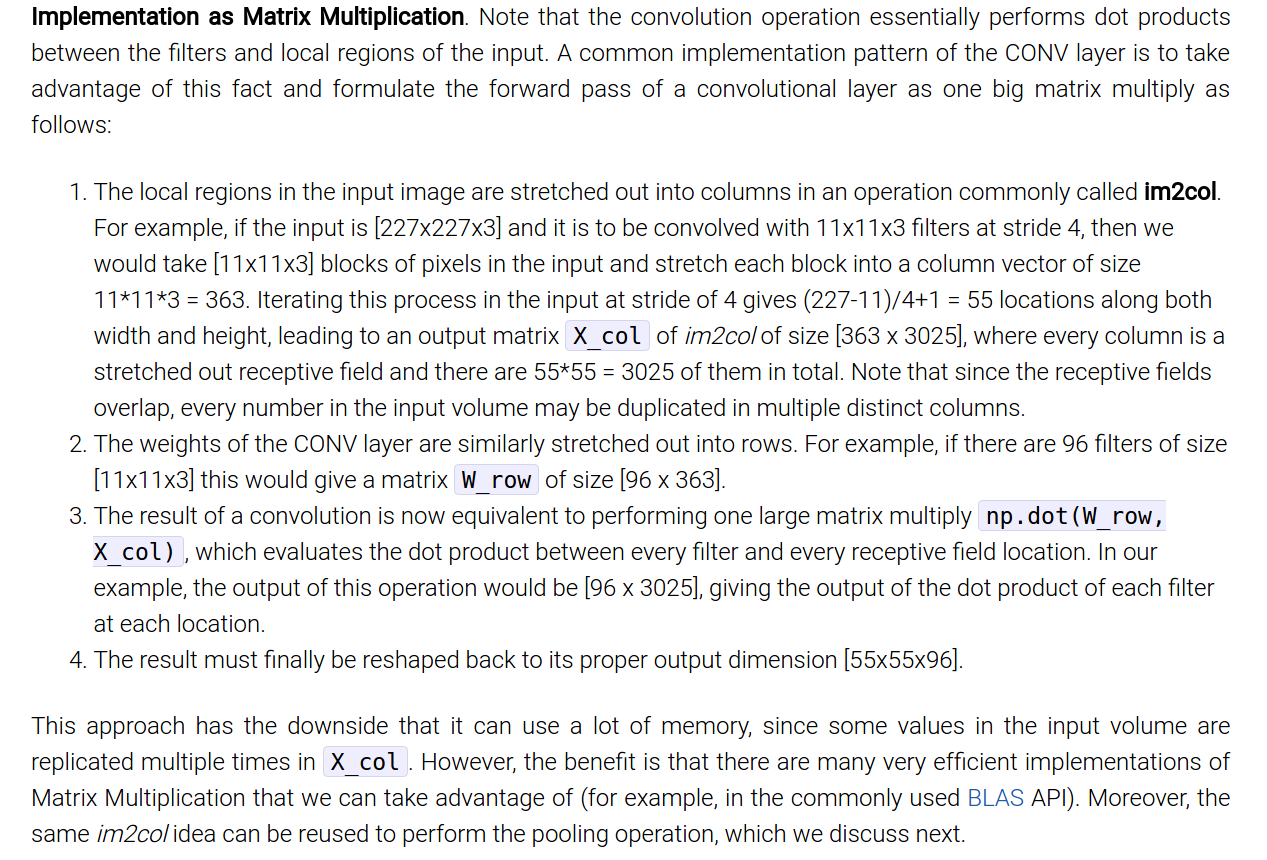 Implementation as Matrix Multiplication. Note that the convolution operation essentially performs dot products
between the filters and local regions of the input. A common implementation pattern of the CONV layer is to take
advantage of this fact and formulate the forward pass of a convolutional layer as one big matrix multiply as
follows:
1. The local regions in the input image are stretched out into columns in an operation commonly called im2col.
For example, if the input is [227x227x3] and it is to be convolved with 11x11x3 filters at stride 4, then we
would take [11x11x3] blocks of pixels in the input and stretch each block into a column vector of size
11*11*3 = 363. Iterating this process in the input at stride of 4 gives (227-11)/4+1 = 55 locations along both
width and height, leading to an output matrix X_col of im2col of size [363 x 3025], where every column is a
stretched out receptive field and there are 55*55 = 3025 of them in total. Note that since the receptive fields
overlap, every number in the input volume may be duplicated in multiple distinct columns.
2. The weights of the CONV layer are similarly stretched out into rows. For example, if there are 96 filters of size
[11x11x3] this would give a matrix W_row of size [96 x 363].
3. The result of a convolution is now equivalent to performing one large matrix multiply np.dot(W_row,
X_col), which evaluates the dot product between every filter and every receptive field location. In our
example, the output of this operation would be [96 x 3025], giving the output of the dot product of each filter
at each location.
4. The result must finally be reshaped back to its proper output dimension [55x55x96].
This approach has the downside that it can use a lot of memory, since some values in the input volume are
replicated multiple times in X_col. However, the benefit is that there are many very efficient implementations of
Matrix Multiplication that we can take advantage of (for example, in the commonly used BLAS API). Moreover, the
same im2col idea can be reused to perform the pooling operation, which we discuss next.